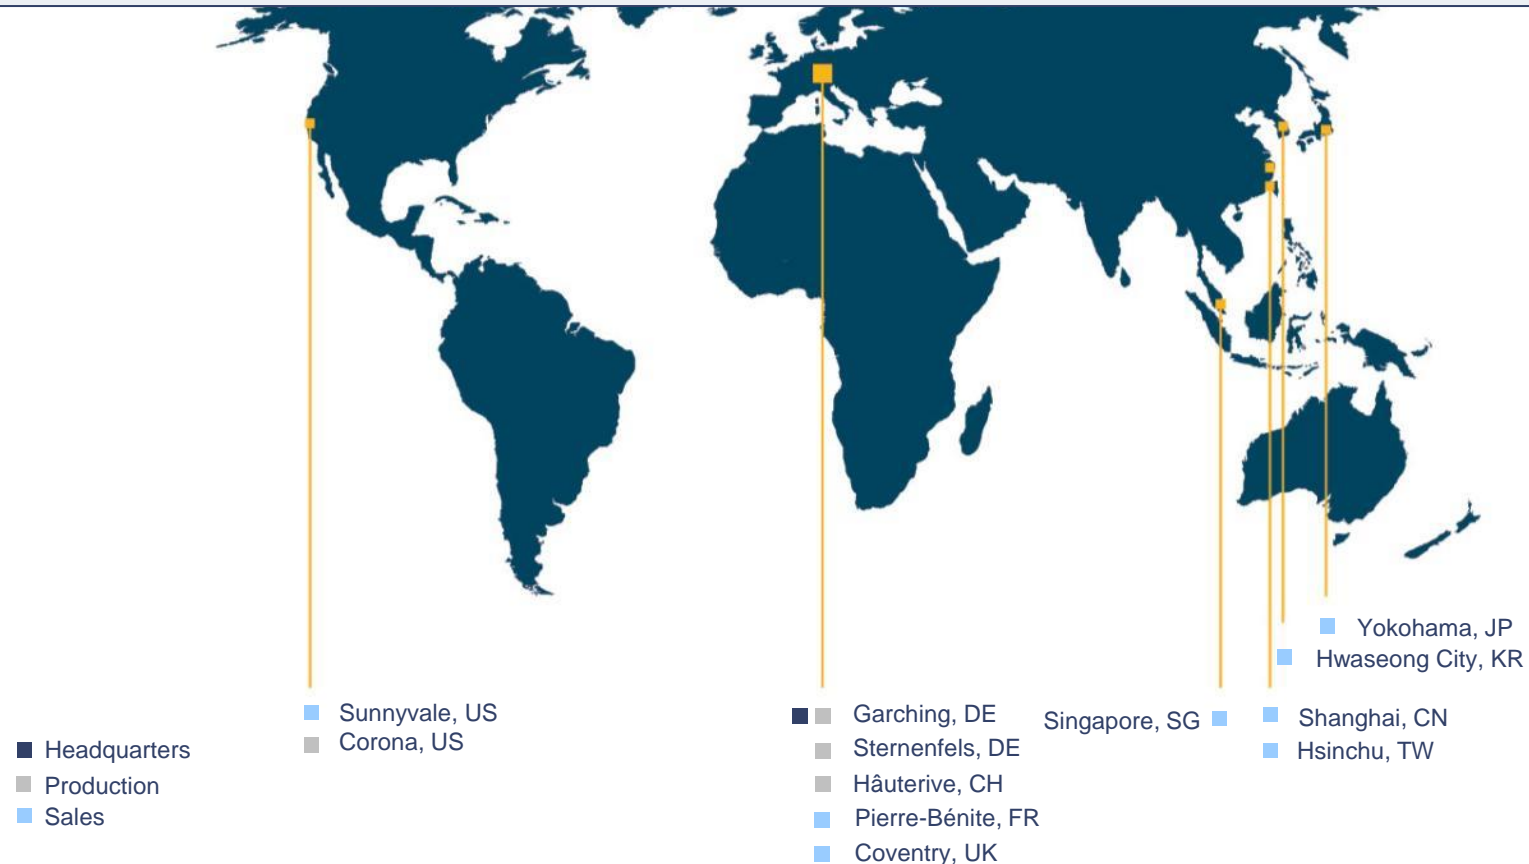 Yokohama, JP
Hwaseong City, KR
Sunnyvale, US
Corona, US
Garching, DE
Sternenfels, DE
Hâuterive, CH
Pierre-Bénite, FR
Coventry, UK
Singapore, SG
Shanghai, CN
Hsinchu, TW
Headquarters
Production
Sales